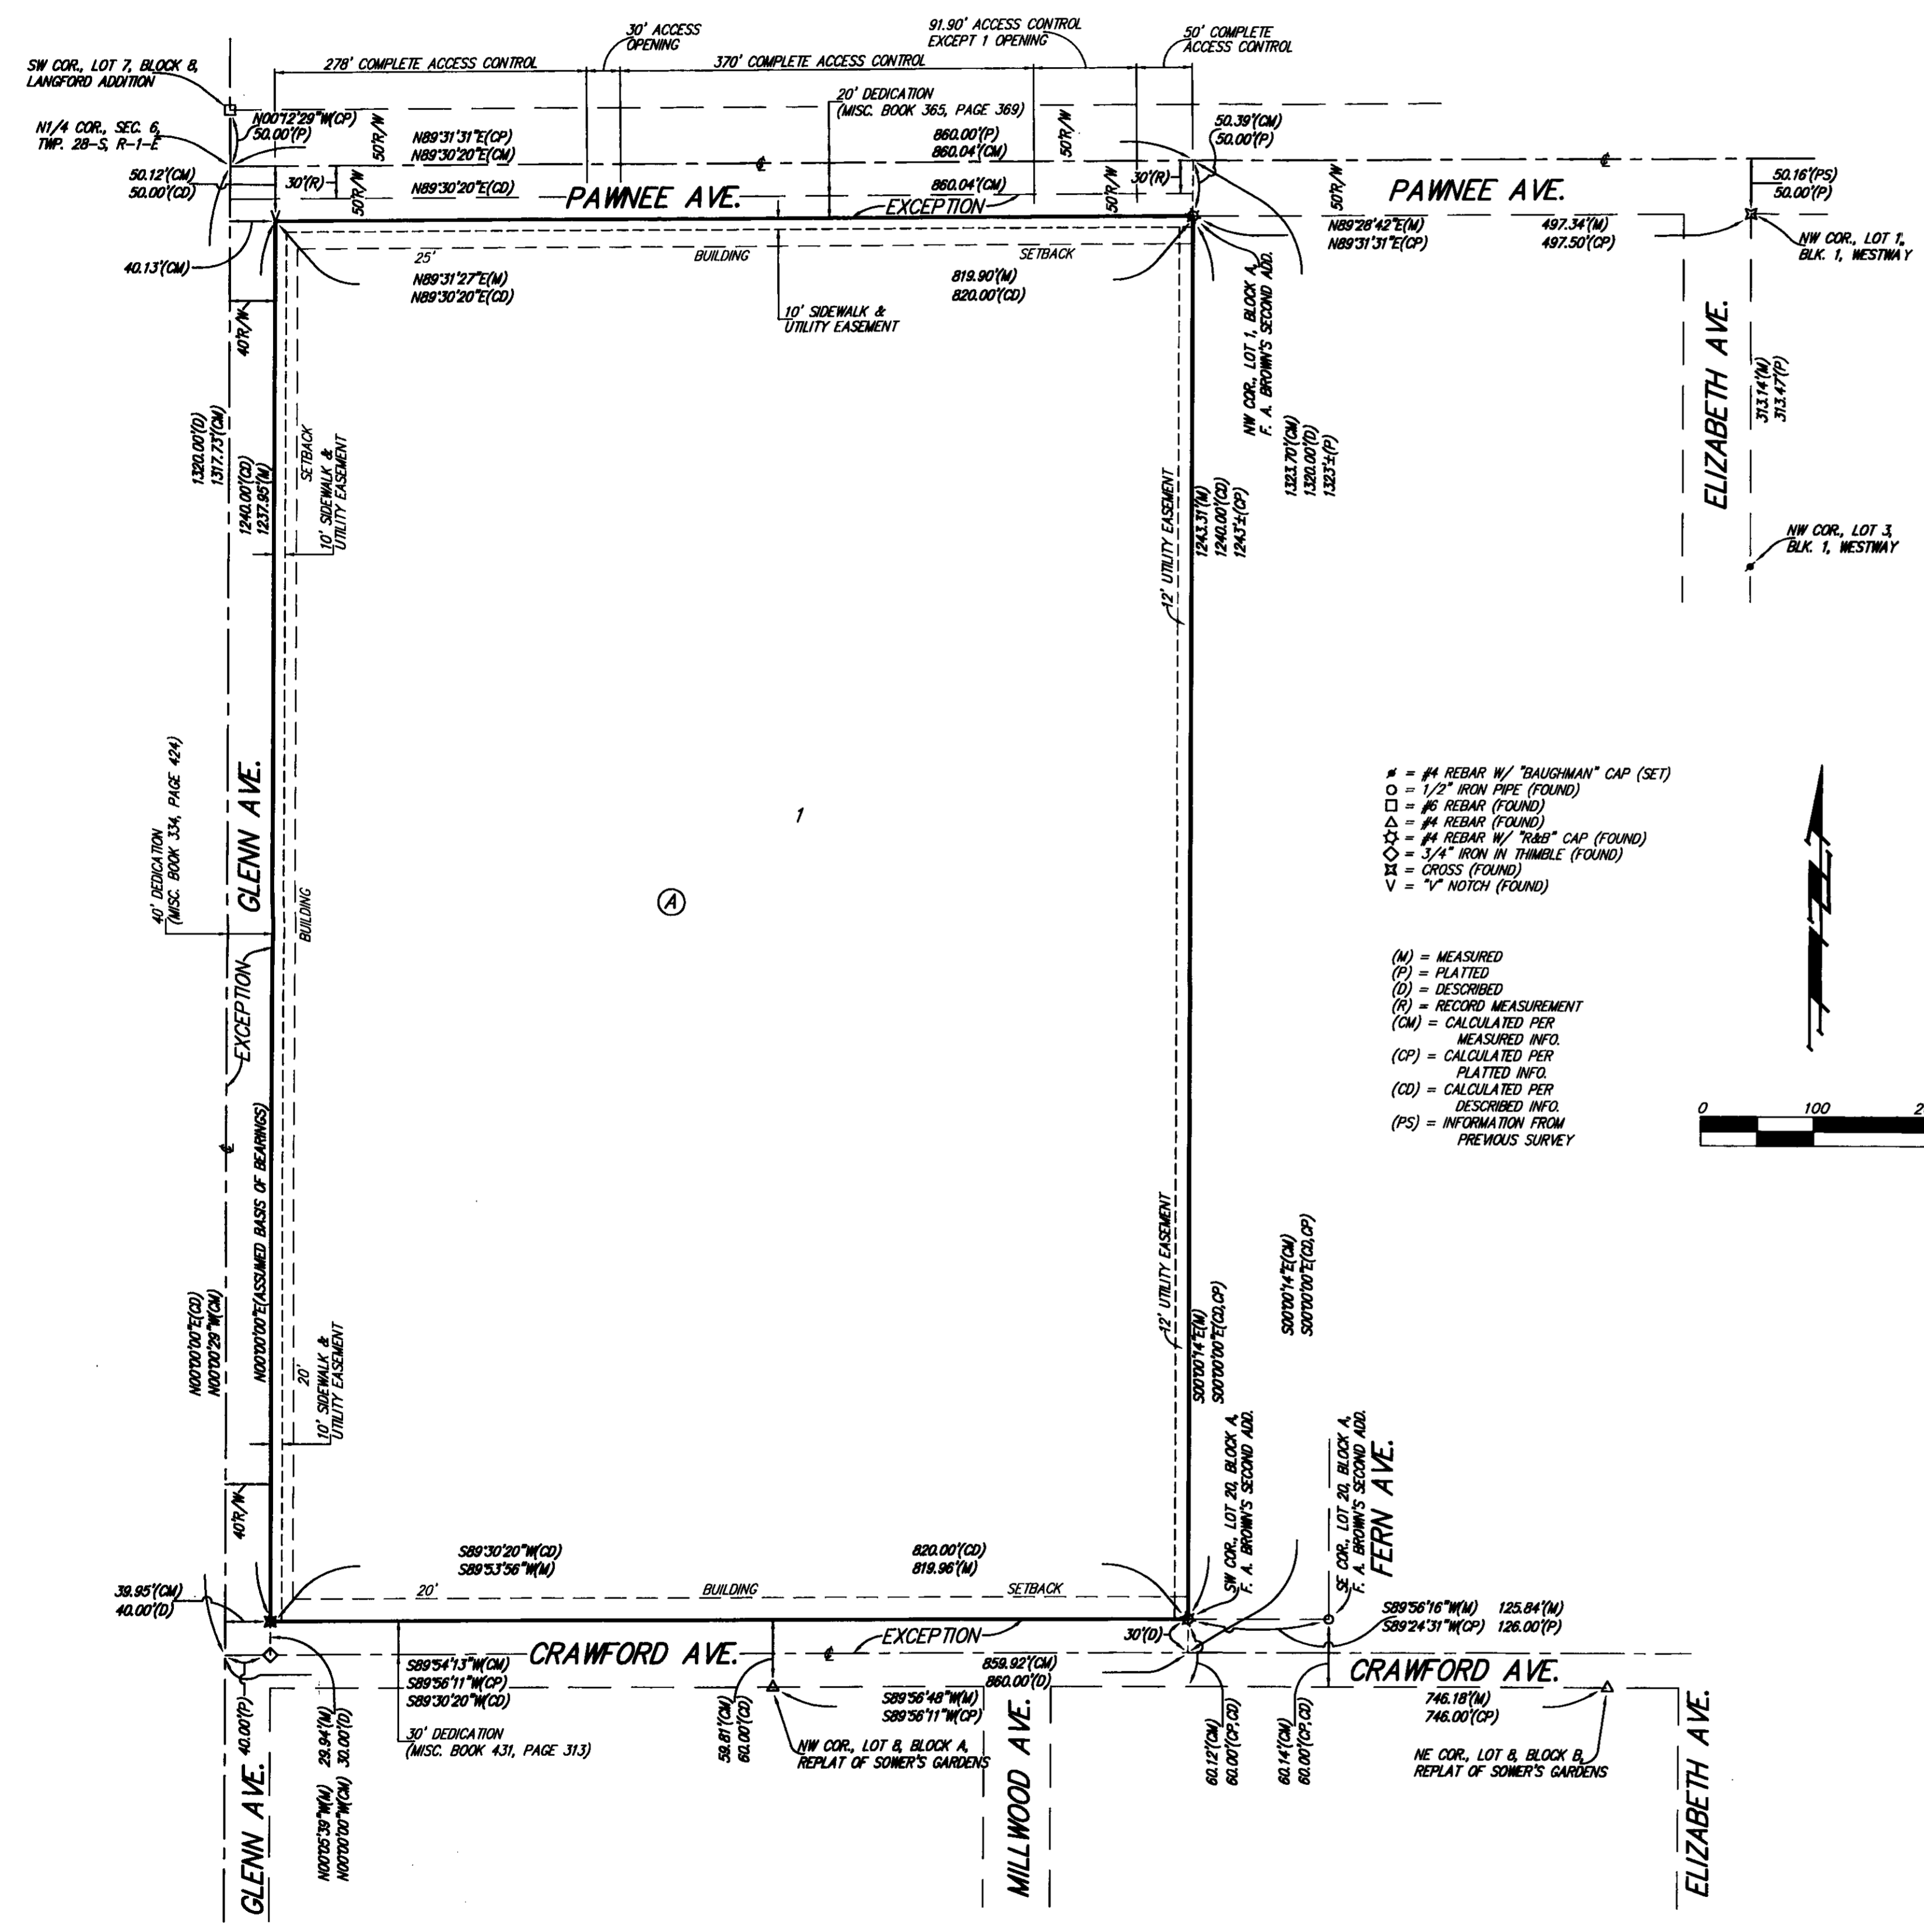 30' ACCESS
OPENING
91.90' ACCESS CONTROL
EXCEPT 1 OPENING
50' COMPLETE
ACCESS CONTROL
278' COMPLETE ACCESS CONTROL
370' COMPLETE ACCESS CONTROL
SW COR., LOT 7, BLOCK 8,
LANGFORD ADDITION
N1/4 COR., SEC. 6,
TWP. 28-S, R-1-E
N00°12'29"W(CP)
50.00'(P)
50'R/W
N89°31'31"E(CP)
N89°30'20"E(CM)
20' DEDICATION
(MISC. BOOK 365, PAGE 369)
860.00'(P)
860.04'(CM)
50'R/W
50.39'(CM)
50.00'(P)
50.12'(CM)
50.00'(CD)
30'(R)
50'R/W
N89°30'20"E(CD)
PAWNEE AVE.
860.04'(CM)
EXCEPTION
50'R/W
30'(R)
50'R/W
PAWNEE AVE.
50.16'(PS)
50.00'(P)
N89°28'42"E(M)
N89°31'31"E(CP)
497.34'(M)
497.50'(CP)
NW COR., LOT 1,
BLK. 1, WESTWAY
40.13'(CM)
25'
BUILDING
SETBACK
N89°31'27"E(M)
N89°30'20"E(CD)
819.90'(M)
820.00'(CD)
10' SIDEWALK &
UTILITY EASEMENT
40'R/W
NW COR., LOT 1, BLOCK A,
F. A. BROWN'S SECOND ADD.
ELIZABETH AVE.
313.14'(M)
313.47'(P)
1320.00'(D)
1317.73'(CM)
1240.00'(CD)
1237.95'(M)
SETBACK
10' SIDEWALK &
UTILITY EASEMENT
12' UTILITY EASEMENT
1243.31'(M)
1240.00'(CD)
1243'±(CP)
1323.70'(CM)
1320.00'(D)
1323'±(P)
NW COR., LOT 3,
BLK. 1, WESTWAY
40' DEDICATION
(MISC. BOOK 334, PAGE 424)
GLENN AVE.
EXCEPTION
BUILDING
1
A
= #4 REBAR W/ "BAUGHMAN" CAP (SET)
= 1/2" IRON PIPE (FOUND)
= #6 REBAR (FOUND)
= #4 REBAR (FOUND)
= #4 REBAR W/ "R&B" CAP (FOUND)
= 3/4" IRON IN THIMBLE (FOUND)
= CROSS (FOUND)
V = "V" NOTCH (FOUND)
(M) = MEASURED
(P) = PLATTED
(D) = DESCRIBED
(R) = RECORD MEASUREMENT
(CM) = CALCULATED PER
MEASURED INFO.
(CP) = CALCULATED PER
PLATTED INFO.
(CD) = CALCULATED PER
DESCRIBED INFO.
(PS) = INFORMATION FROM
PREVIOUS SURVEY
0 100
N00°00'00"E(CD)
N00°00'29"W(CM)
N00°00'00"E(ASSUMED BASIS OF BEARINGS)
20'
10' SIDEWALK &
UTILITY EASEMENT
12' UTILITY EASEMENT
S00°00'14"E(M)
S00°00'00"E(CD,CP)
S00°00'14"E(CM)
S00°00'00"E(CD,CP)
SW COR., LOT 20, BLOCK A,
F. A. BROWN'S SECOND ADD.
SE COR., LOT 20, BLOCK A,
F. A. BROWN'S SECOND ADD.
FERN AVE.
40'R/W
S89°30'20"W(CD)
S89°53'56"W(M)
820.00'(CD)
819.96'(M)
20'
BUILDING
SETBACK
39.95'(CM)
40.00'(D)
S89°56'16"W(M) 125.84'(M)
S89°24'31"W(CP) 126.00'(P)
EXCEPTION
30'(D)
CRAWFORD AVE.
S89°54'13"W(CM)
S89°56'11"W(CP)
S89°30'20"W(CD)
859.92'(CM)
860.00'(D)
CRAWFORD AVE.
S89°56'48"W(M)
S89°56'11"W(CP)
746.18'(M)
746.00'(CP)
30' DEDICATION
(MISC. BOOK 431, PAGE 313)
59.81'(CM)
60.00'(CD)
NW COR., LOT 8, BLOCK A,
REPLAT OF SOWER'S GARDENS
60.12'(CM)
60.00'(CP,CD)
60.14'(CM)
60.00'(CP,CD)
NE COR., LOT 8, BLOCK B,
REPLAT OF SOWER'S GARDENS
GLENN AVE.
40.00'(P)
N00°05'39"W(M) 29.94'(M)
N00°00'00"W(CM) 30.00'(D)
MILLWOOD AVE.
ELIZABETH AVE.